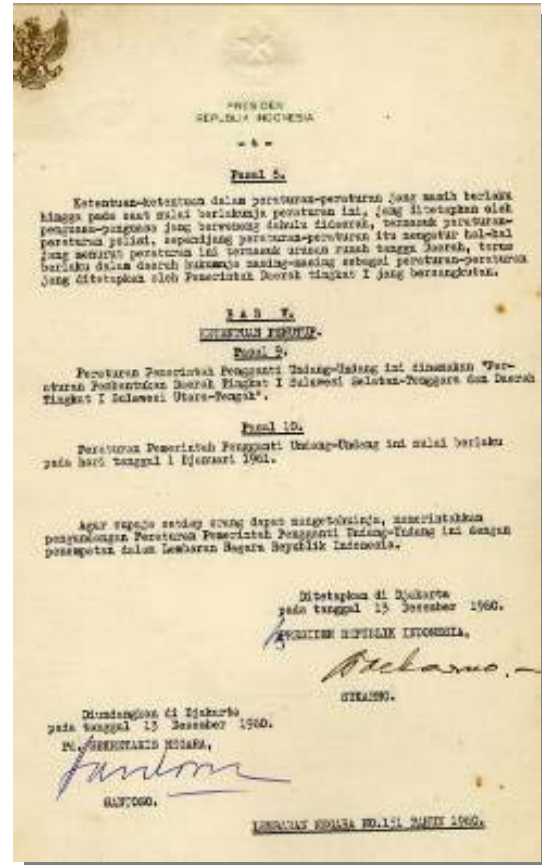 PRESIDEN
REPUBLIK INDONESIA
- 4 -
Pasal 8.
Ketentuan-ketentuan dalam peraturan-peraturan jang masih berlaku
hingga pada saat mulai berlakunja peraturan ini, jang ditetapkan oleh
penguasa-penguasa jang berwenang dahulu didaerah, termasuk peraturan-
peraturan polisi, sepandjang peraturan-peraturan itu mengatur hal-hal
jang menurut peraturan ini termasuk urusan rumah tangga Daerah, terus
berlaku dalam daerah hukumnja masing-masing sebagai peraturan-peraturan
jang ditetapkan oleh Pemerintah Daerah tingkat I jang bersangkutan.
B A B V.
KETENTUAN PENUTUP.
Pasal 9.
Peraturan Pemerintah Pengganti Undang-Undang ini dinamakan "Per-
aturan Pembentukan Daerah Tingkat I Sulawesi Selatan-Tenggara dan Daerah
Tingkat I Sulawesi Utara-Tengah".
Pasal 10.
Peraturan Pemerintah Pengganti Undang-Undang ini mulai berlaku
pada hari tanggal 1 Djanuari 1961.
Agar supaja setiap orang dapat mengetahuinja, memerintahkan
pengundangan Peraturan Pemerintah Pengganti Undang-Undang ini dengan
penempatan dalam Lembaran Negara Republik Indonesia.
Ditetapkan di Djakarta
pada tanggal 13 Desember 1960.
PRESIDEN REPUBLIK INDONESIA,
Soekarno.-
SUKARNO.
Diundangkan di Djakarta
pada tanggal 13 Desember 1960.
Pd. SEKRETARIS NEGARA,
SANTOSO.
LEMBARAN NEGARA NO.151 TAHUN 1960.